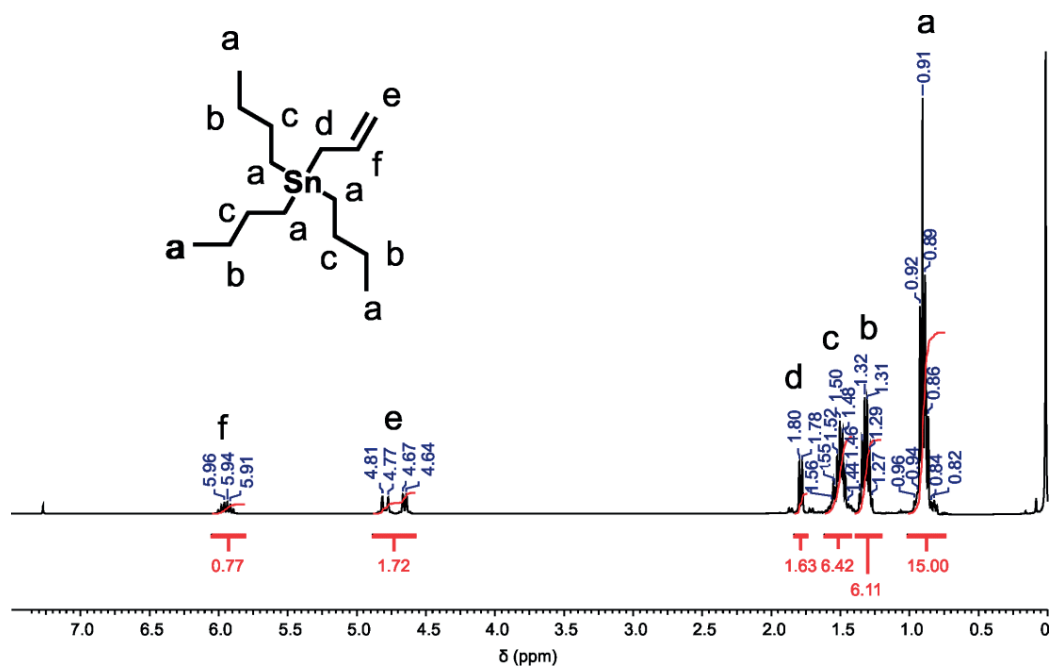 a
a
b
c
d
e
f
a
Sn
a
c
a
a
b
c
b
a
f
e
d
c
b
5.96
5.94
5.91
4.81
4.77
4.67
4.64
1.80
1.78
1.56
1.55
1.52
1.50
1.48
1.46
1.44
1.32
1.31
1.29
1.27
0.96
0.94
0.92
0.91
0.89
0.86
0.84
0.82
0.77
1.72
1.63
6.42
6.11
15.00
7.0 6.5 6.0 5.5 5.0 4.5 4.0 3.5 3.0 2.5 2.0 1.5 1.0 0.5 0
δ (ppm)